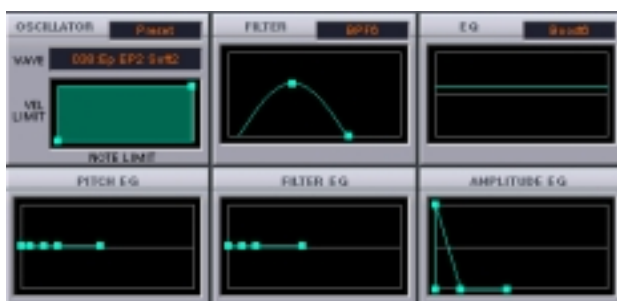 OSCILLATOR Preset
FILTER BPF6
EQ Boost6
WAVE 030:Ep EP2 Soft2
VEL
LIMIT
NOTE LIMIT
PITCH EG
FILTER EG
AMPLITUDE EG